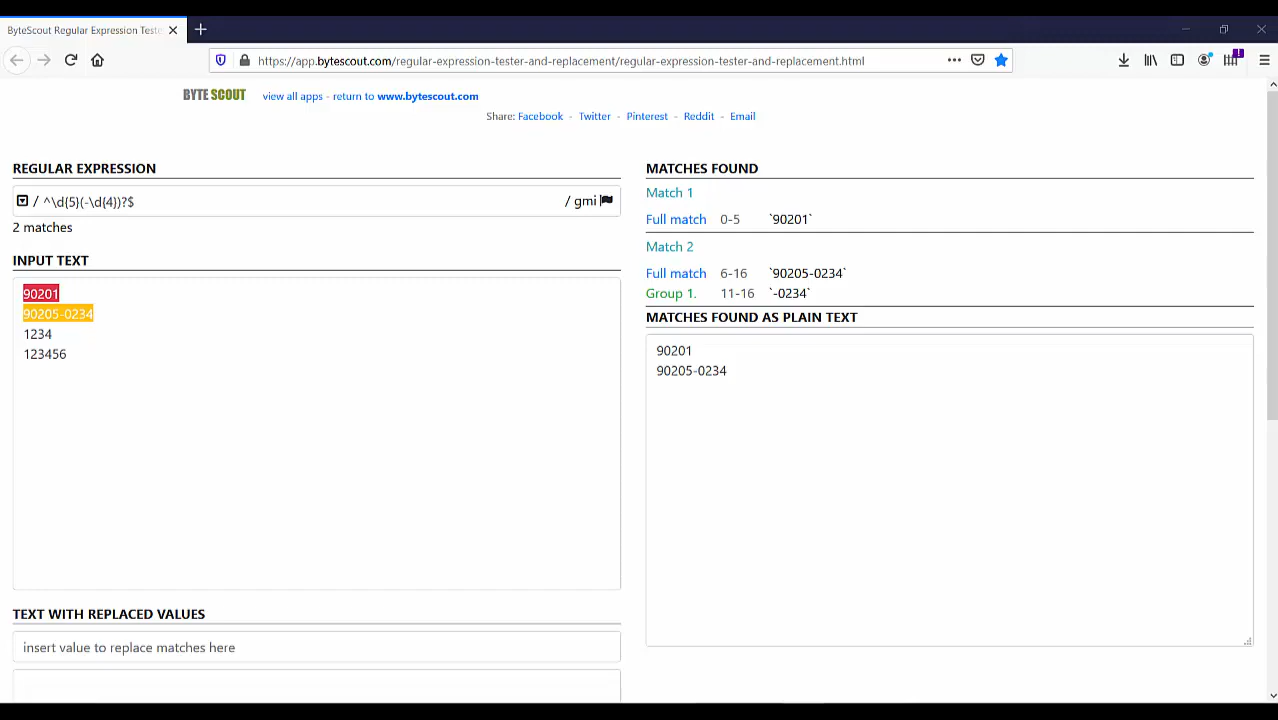 ByteScout Regular Expression Teste
https://app.bytescout.com/regular-expression-tester-and-replacement/regular-expression-tester-and-replacement.html
BYTE SCOUT view all apps - return to www.bytescout.com
Share: Facebook - Twitter - Pinterest - Reddit - Email
REGULAR EXPRESSION
/ ^\d{5}(-\d{4})?$ / gmi
2 matches
INPUT TEXT
90201
90205-0234
1234
123456
TEXT WITH REPLACED VALUES
insert value to replace matches here
MATCHES FOUND
Match 1
Full match 0-5 `90201`
Match 2
Full match 6-16 `90205-0234`
Group 1. 11-16 `-0234`
MATCHES FOUND AS PLAIN TEXT
90201
90205-0234